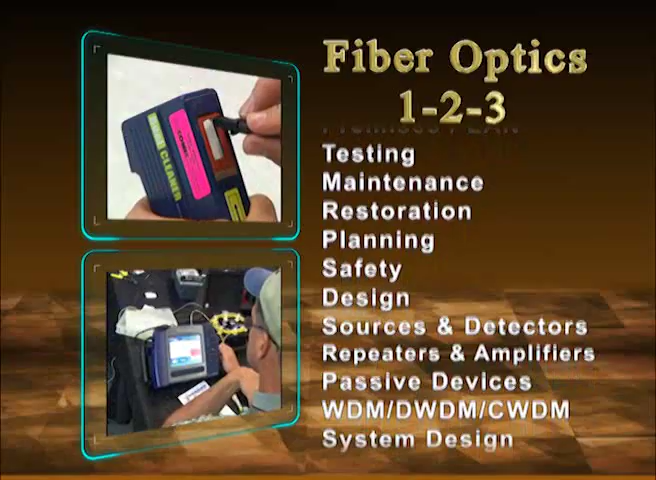 Fiber Optics
1-2-3
Testing
Maintenance
Restoration
Planning
Safety
Design
Sources & Detectors
Repeaters & Amplifiers
Passive Devices
WDM/DWDM/CWDM
System Design
CLEANER